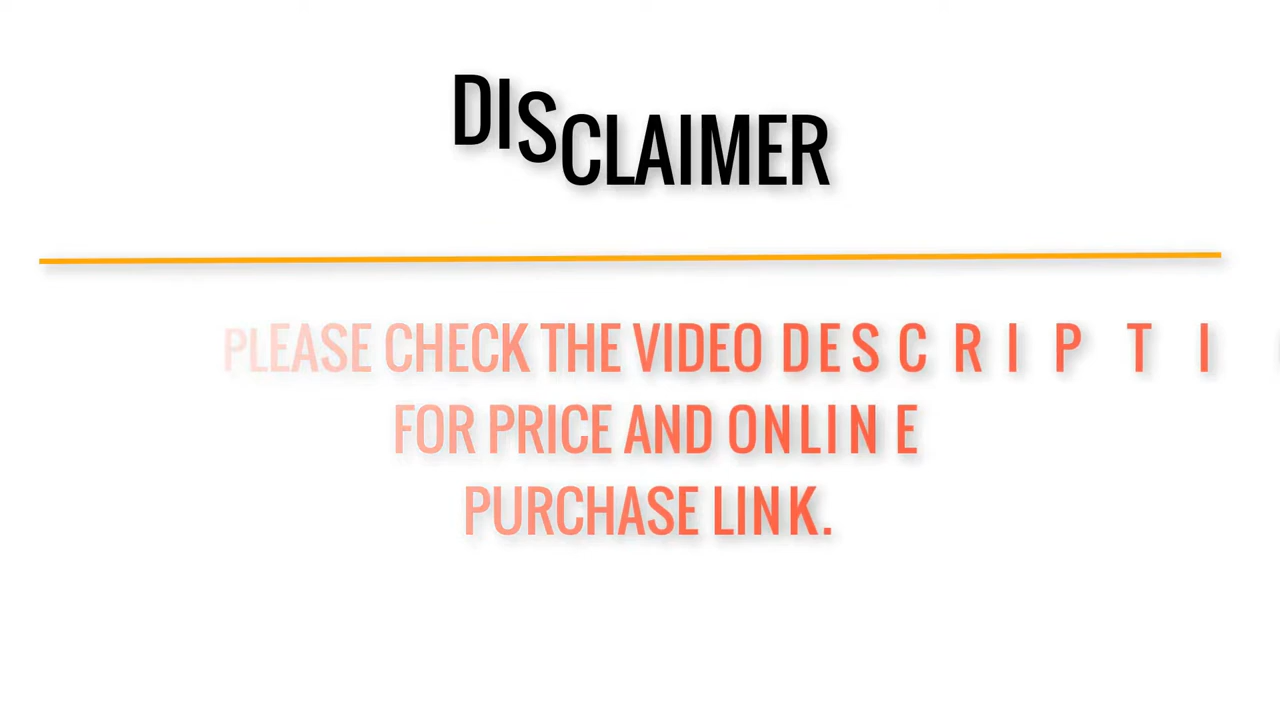 DISCLAIMER
PLEASE CHECK THE VIDEO DESCRIPTI
FOR PRICE AND ONLINE
PURCHASE LINK.